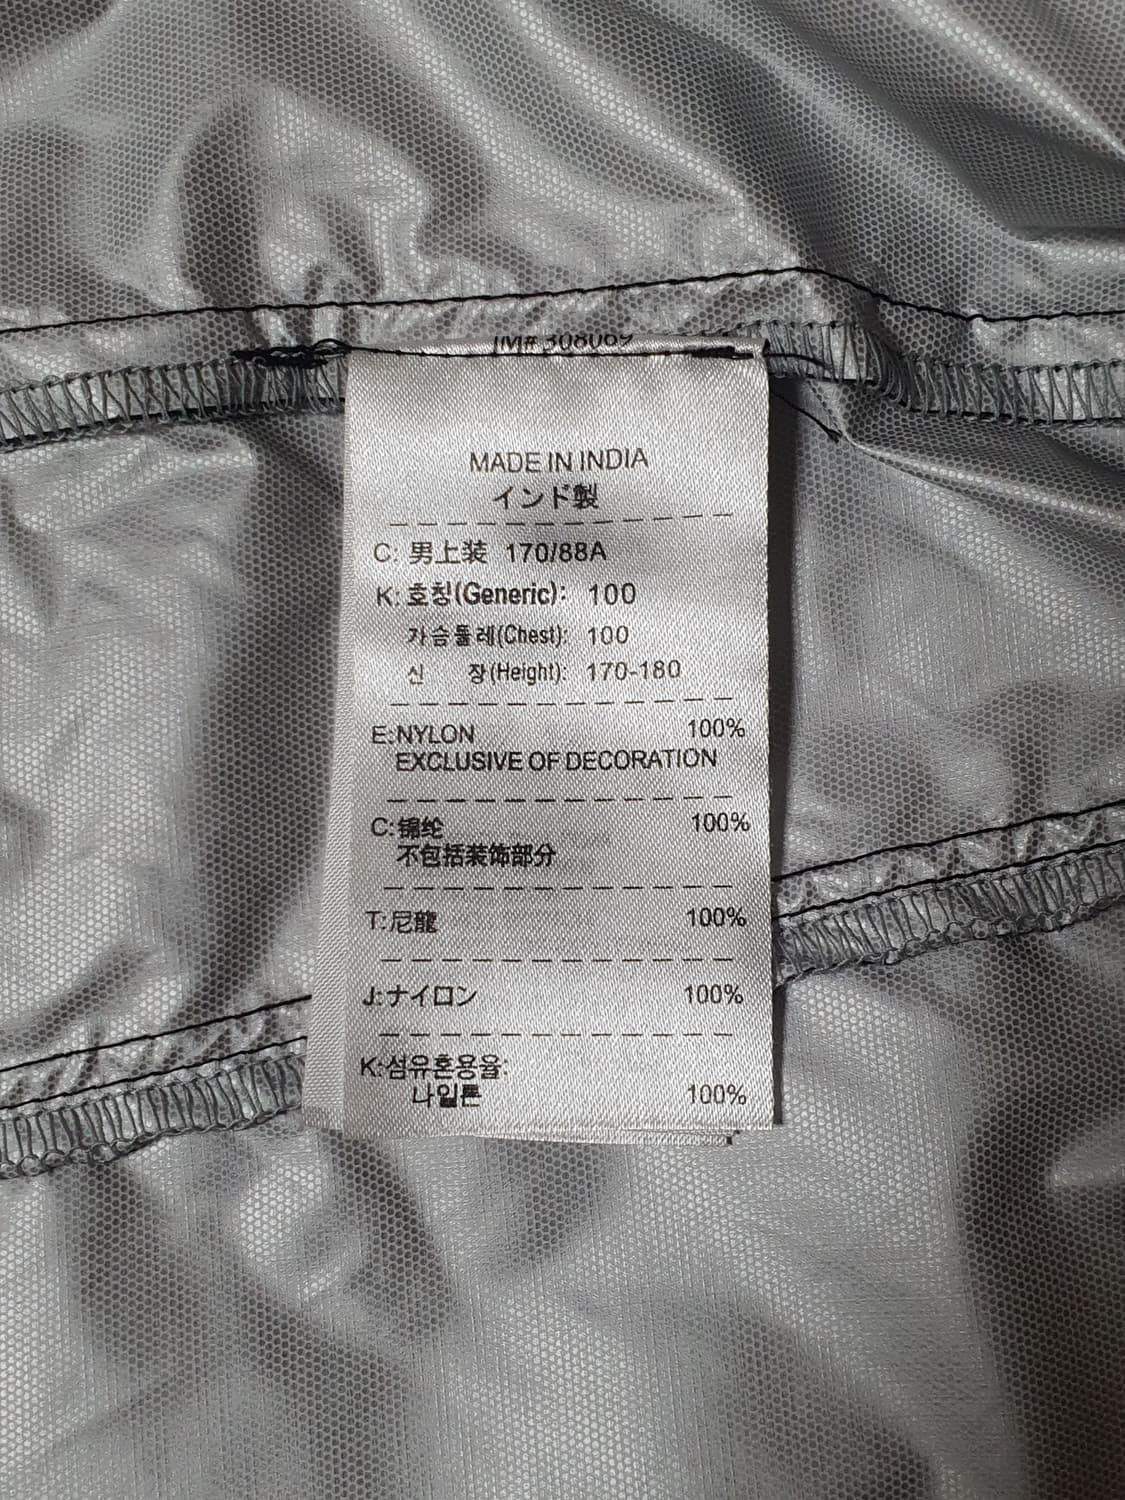 IM# 308069
MADE IN INDIA
インド製
C: 男上装 170/88A
K: 호칭(Generic): 100
가슴둘레(Chest): 100
신 장(Height): 170-180
E:NYLON 100%
EXCLUSIVE OF DECORATION
C:锦纶 100%
不包括装饰部分
T:尼龍 100%
J:ナイロン 100%
K:섬유혼용율:
나일론 100%